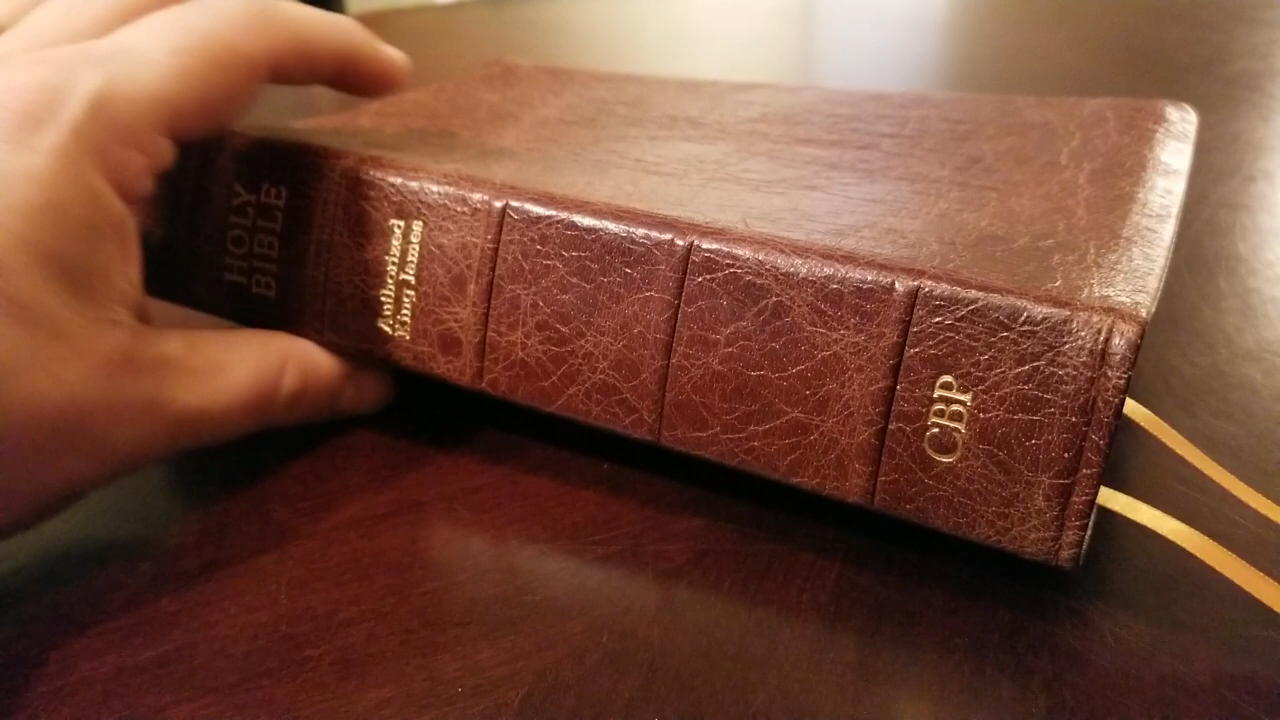 HOLY
BIBLE
Authorized
King James
CBP